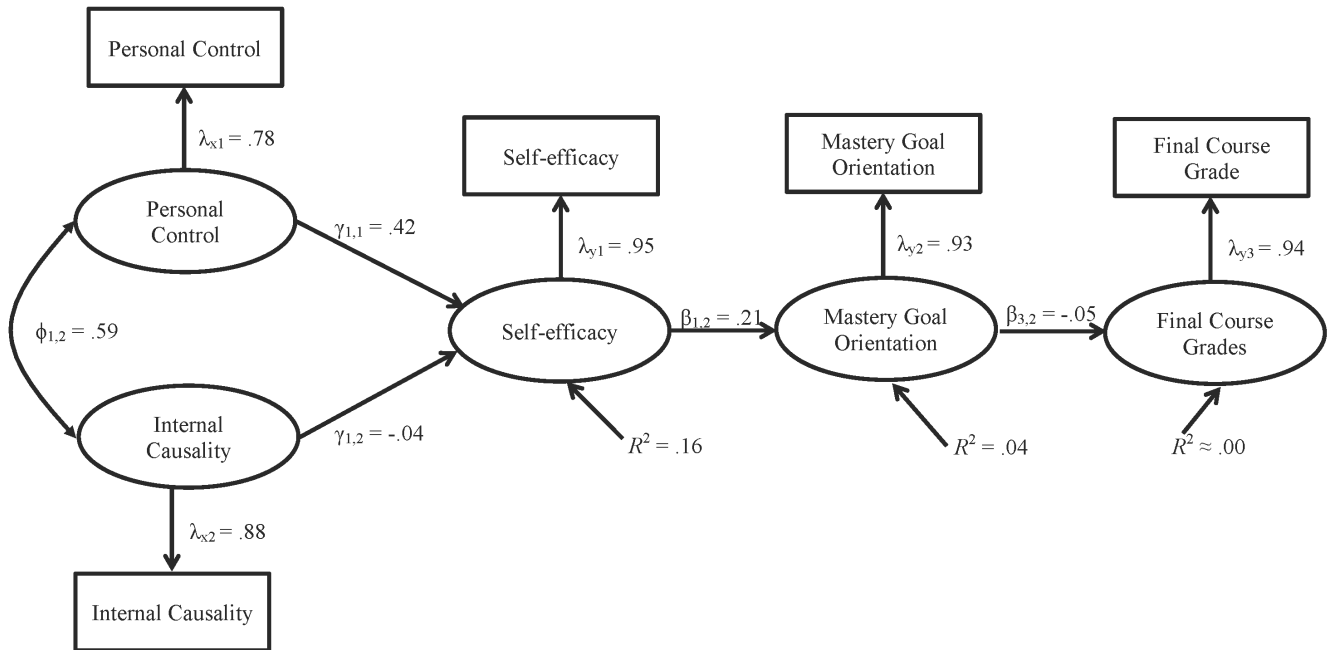 Personal Control
λx1 = .78
Personal
Control
γ1,1 = .42
ϕ1,2 = .59
Internal
Causality
γ1,2 = -.04
λx2 = .88
Internal Causality
Self-efficacy
λy1 = .95
Self-efficacy
β1,2 = .21
R² = .16
Mastery Goal
Orientation
λy2 = .93
Mastery Goal
Orientation
β3,2 = -.05
R² = .04
Final Course
Grade
λy3 = .94
Final Course
Grades
R² ≈ .00